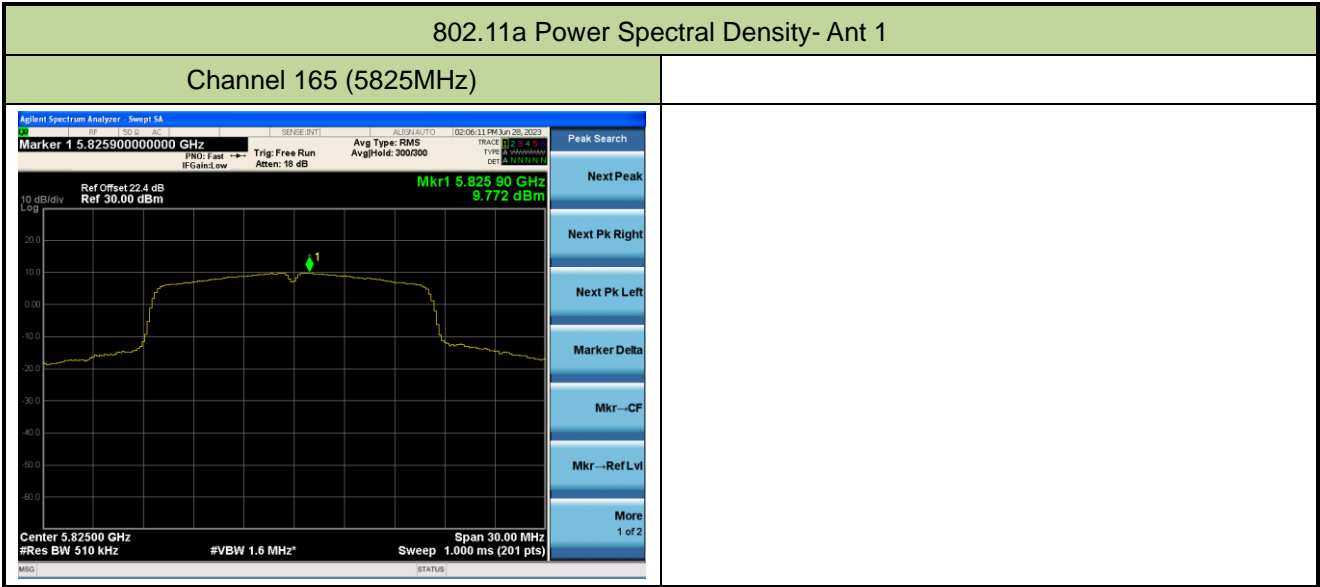 802.11a Power Spectral Density- Ant 1
Channel 165 (5825MHz)
Agilent Spectrum Analyzer - Swept SA
RF 50 Ω AC SENSE:INT ALIGN AUTO 02:06:11 PM Jun 28, 2023
Marker 1 5.825900000000 GHz
PNO: Fast
IFGain:Low
Trig: Free Run
Atten: 18 dB
Avg Type: RMS
Avg|Hold: 300/300
TRACE 1 2 3 4 5 6
TYPE A
DET A N N N N N
Peak Search
Mkr1 5.825 90 GHz
9.772 dBm
Ref Offset 22.4 dB
10 dB/div Ref 30.00 dBm
Log
20.0
10.0
0.00
-10.0
-20.0
-30.0
-40.0
-50.0
-60.0
1
Next Peak
Next Pk Right
Next Pk Left
Marker Delta
Mkr→CF
Mkr→Ref Lvl
More
1 of 2
Center 5.82500 GHz Span 30.00 MHz
#Res BW 510 kHz #VBW 1.6 MHz* Sweep 1.000 ms (201 pts)
MSG STATUS